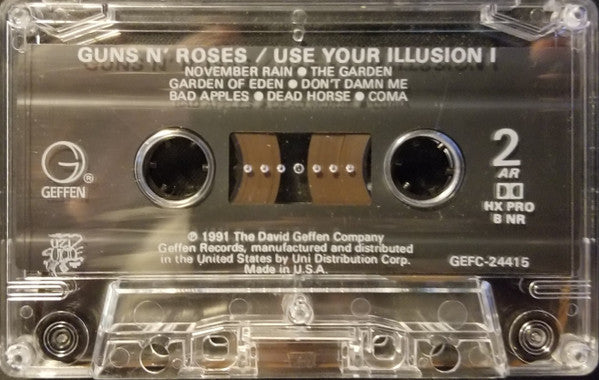 GUNS N' ROSES / USE YOUR ILLUSION I
NOVEMBER RAIN ● THE GARDEN
GARDEN OF EDEN ● DON'T DAMN ME
BAD APPLES ● DEAD HORSE ● COMA
G ®
GEFFEN
2
AR
HX PRO
B NR
℗ 1991 The David Geffen Company
Geffen Records, manufactured and distributed
in the United States by Uni Distribution Corp.
Made in U.S.A.
GEFC-24415